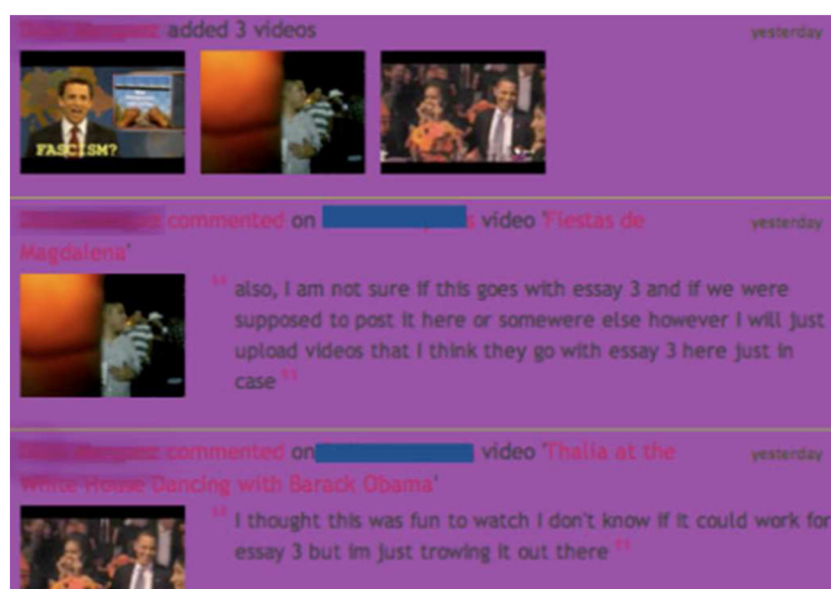 added 3 videos
yesterday
FASCISM?
commented on s video 'Fiestas de
yesterday
Magdalena'
" also, I am not sure if this goes with essay 3 and if we were
supposed to post it here or somewere else however I will just
upload videos that I think they go with essay 3 here just in
case "
commented on video 'Thalia at the
yesterday
White House Dancing with Barack Obama'
" I thought this was fun to watch I don't know if it could work for
essay 3 but im just trowing it out there "